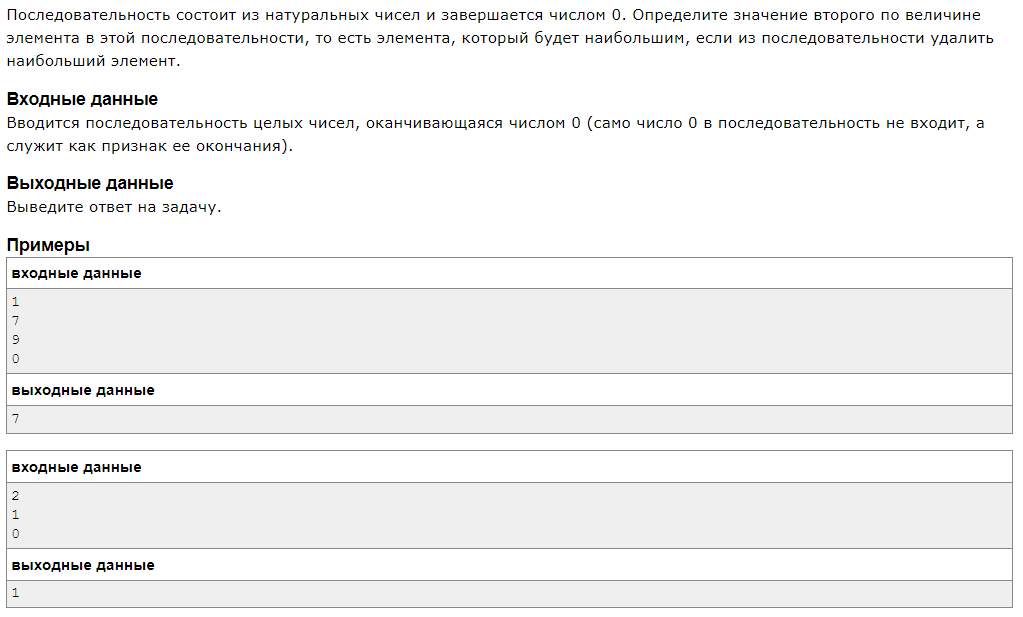 Последовательность состоит из натуральных чисел и завершается числом 0. Определите значение второго по величине
элемента в этой последовательности, то есть элемента, который будет наибольшим, если из последовательности удалить
наибольший элемент.
Входные данные
Вводится последовательность целых чисел, оканчивающаяся числом 0 (само число 0 в последовательность не входит, а
служит как признак ее окончания).
Выходные данные
Выведите ответ на задачу.
Примеры
входные данные
1
7
9
0
выходные данные
7
входные данные
2
1
0
выходные данные
1